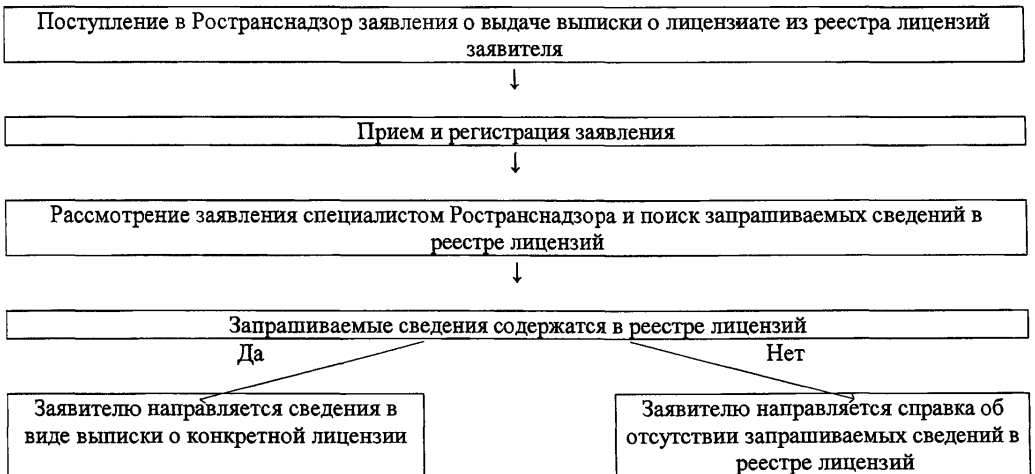 Поступление в Ространснадзор заявления о выдаче выписки о лицензиате из реестра лицензий
заявителя
↓
Прием и регистрация заявления
↓
Рассмотрение заявления специалистом Ространснадзора и поиск запрашиваемых сведений в
реестре лицензий
↓
Запрашиваемые сведения содержатся в реестре лицензий
Да Нет
Заявителю направляется сведения в
виде выписки о конкретной лицензии
Заявителю направляется справка об
отсутствии запрашиваемых сведений в
реестре лицензий